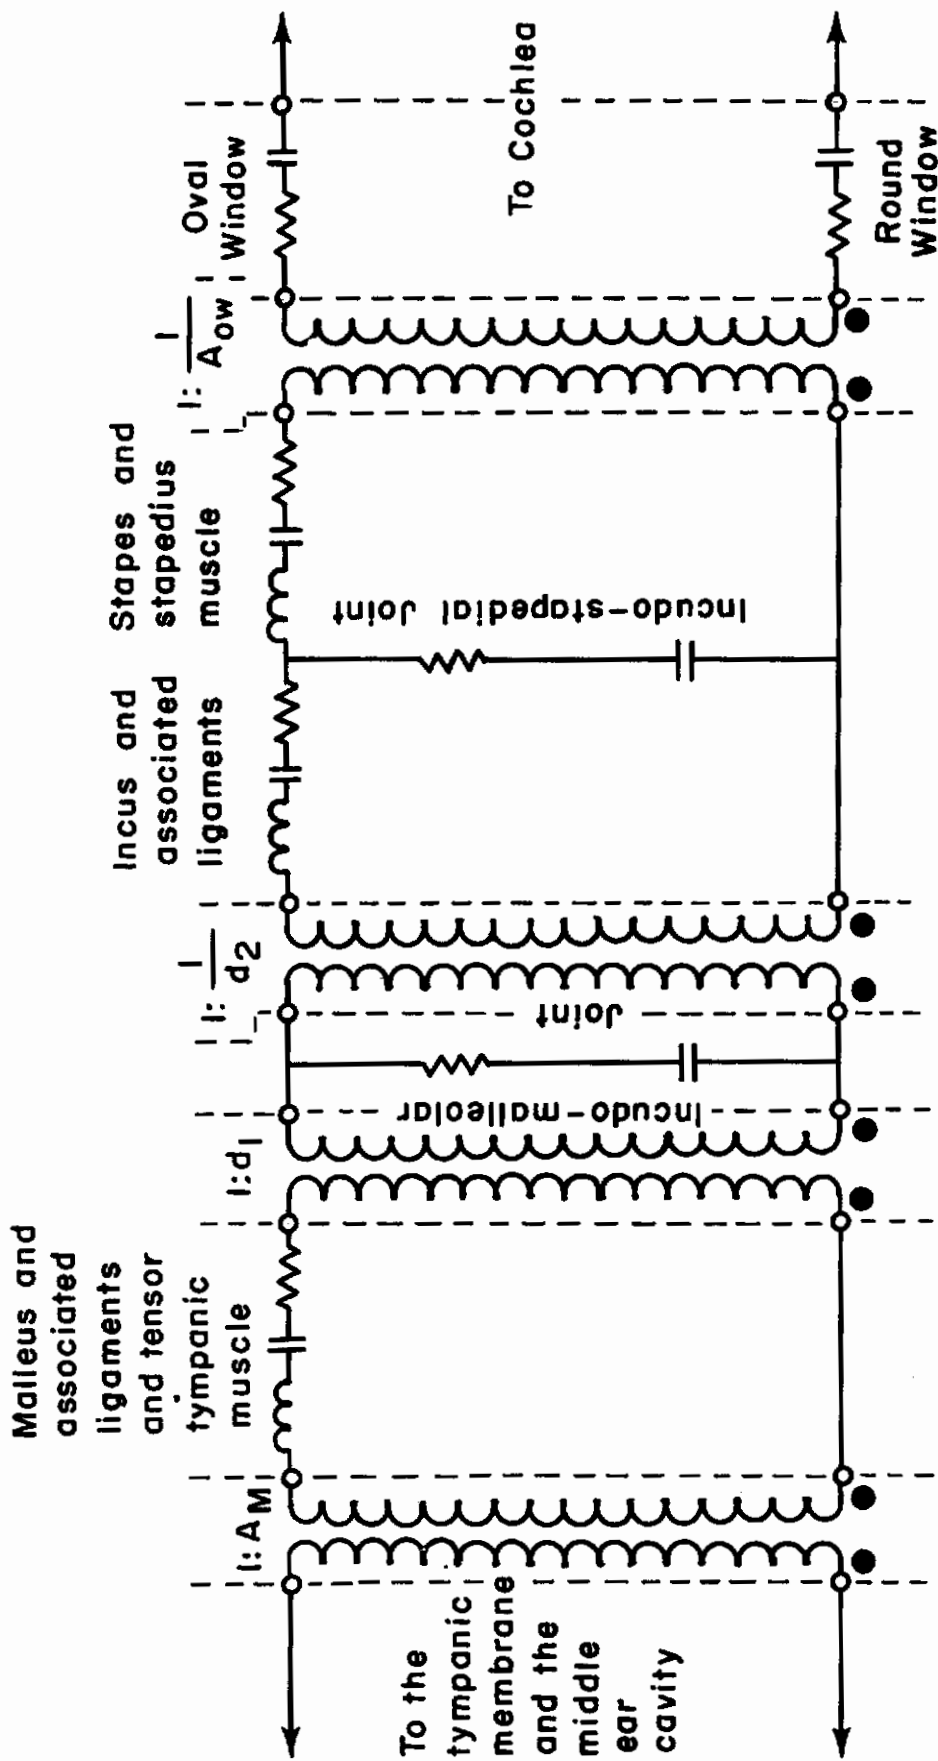 Malleus and
associated
ligaments
and tensor
tympanic
muscle
Incus and
associated
ligaments
Stapes and
stapedius
muscle
Oval
Window
1:A_M
1:d_1
1: 1/d_2
1: 1/A_OW
To the
tympanic
membrane
and the
middle
ear
cavity
Incudo-malleolar
Joint
Incudo-stapedial Joint
To Cochlea
Round
Window